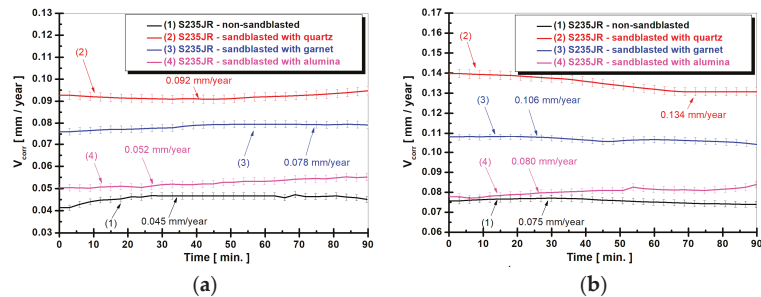 (a)
(1) S235JR - non-sandblasted
(2) S235JR - sandblasted with quartz
(3) S235JR - sandblasted with garnet
(4) S235JR - sandblasted with alumina
0.13
0.12
0.11
0.10
0.09
0.08
0.07
0.06
0.05
0.04
0.03
Vcorr. [mm / year]
(2)
0.092 mm/year
(3)
0.078 mm/year
(4)
0.052 mm/year
(1)
0.045 mm/year
0 10 20 30 40 50 60 70 80 90
Time [ min. ]
(b)
(1) S235JR - non-sandblasted
(2) S235JR - sandblasted with quartz
(3) S235JR - sandblasted with garnet
(4) S235JR - sandblasted with alumina
0.17
0.16
0.15
0.14
0.13
0.12
0.11
0.10
0.09
0.08
0.07
0.06
Vcorr. [mm / year]
(2)
0.134 mm/year
(3)
0.106 mm/year
(4)
0.080 mm/year
(1)
0.075 mm/year
0 10 20 30 40 50 60 70 80 90
Time [ min. ]
(a)
(b)